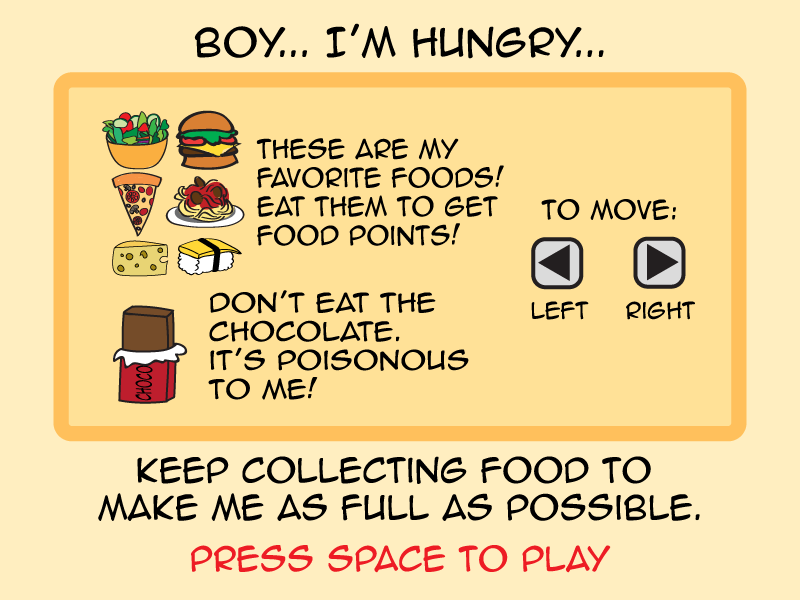 BOY... I'M HUNGRY...
THESE ARE MY
FAVORITE FOODS!
EAT THEM TO GET
FOOD POINTS!
TO MOVE:
LEFT
RIGHT
DON'T EAT THE
CHOCOLATE.
IT'S POISONOUS
TO ME!
CHOCO
KEEP COLLECTING FOOD TO
MAKE ME AS FULL AS POSSIBLE.
PRESS SPACE TO PLAY